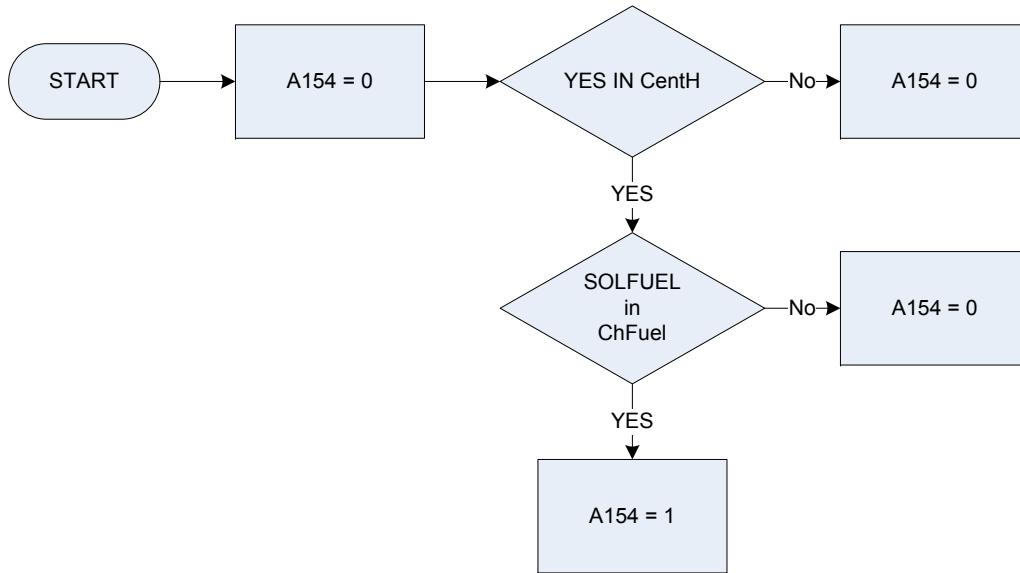 START
A154 = 0
YES IN CentH
No
A154 = 0
YES
SOLFUEL
in
ChFuel
No
A154 = 0
YES
A154 = 1